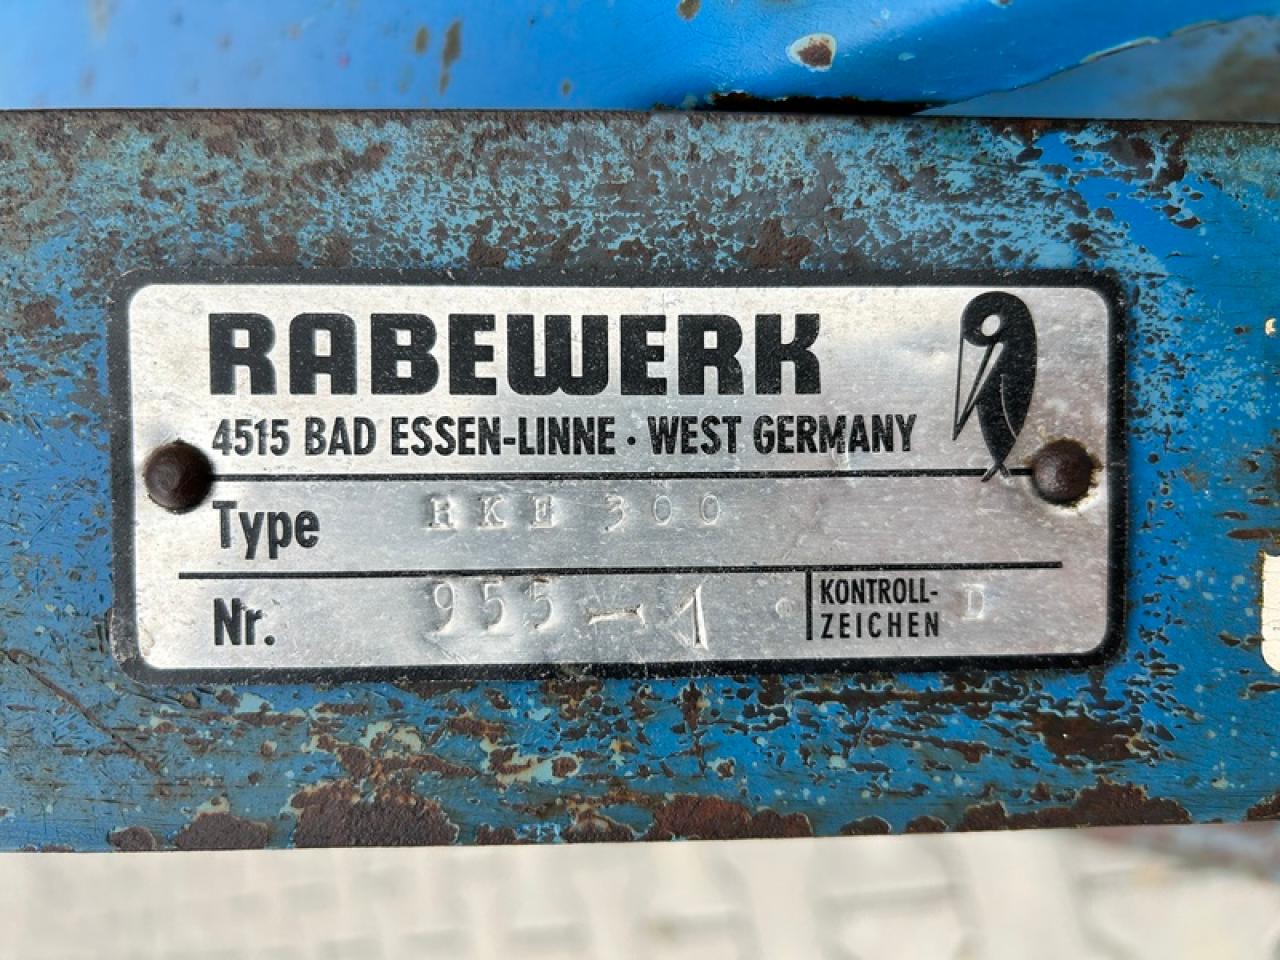 RABEWERK
4515 BAD ESSEN-LINNE · WEST GERMANY
Type RKE 300
Nr. 955-1 KONTROLL-
ZEICHEN D